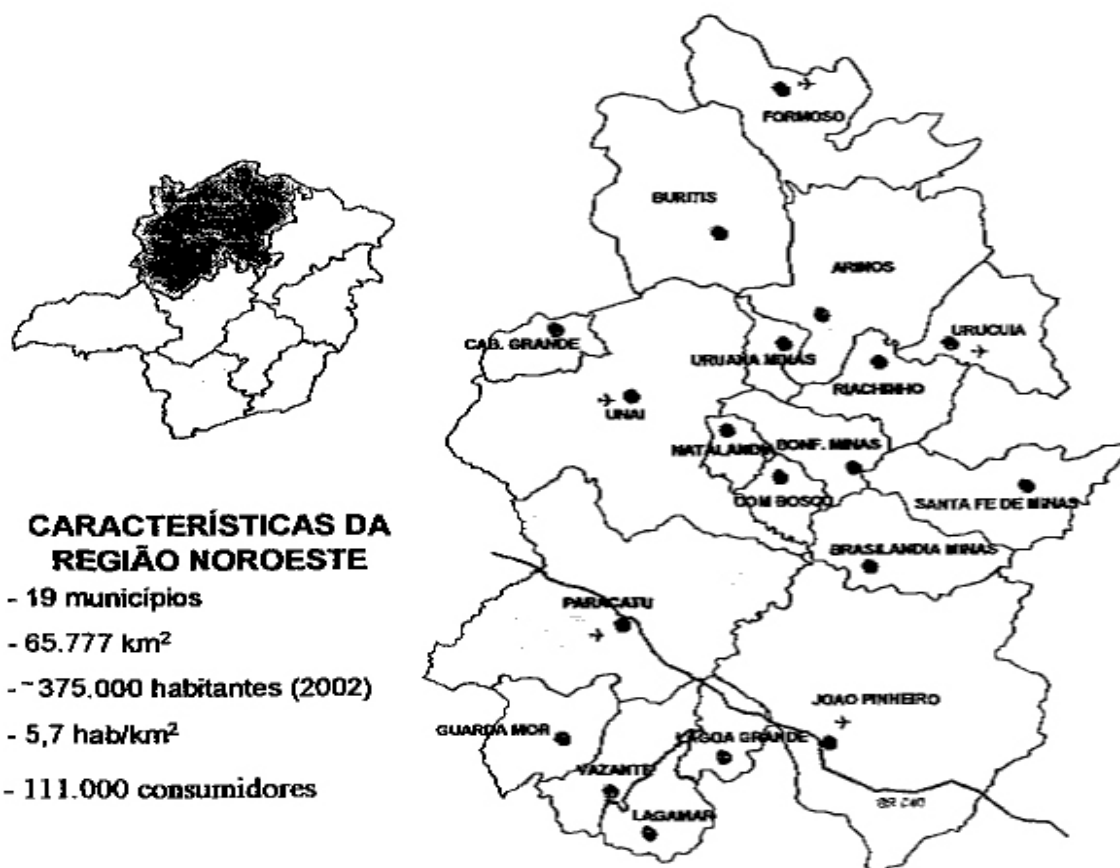 FORMOSO
BURITIS
ARINOS
URUCUIA
CAB. GRANDE
URUANA MINAS
RIACHINHO
UNAI
NATALANDIA
BONF. MINAS
DOM BOSCO
SANTA FE DE MINAS
BRASILANDIA MINAS
PARACATU
JOAO PINHEIRO
GUARDA MOR
LAGOA GRANDE
VAZANTE
LAGAMAR
BR 040
CARACTERÍSTICAS DA
REGIÃO NOROESTE
- 19 municípios
- 65.777 km²
- ~375.000 habitantes (2002)
- 5,7 hab/km²
- 111.000 consumidores